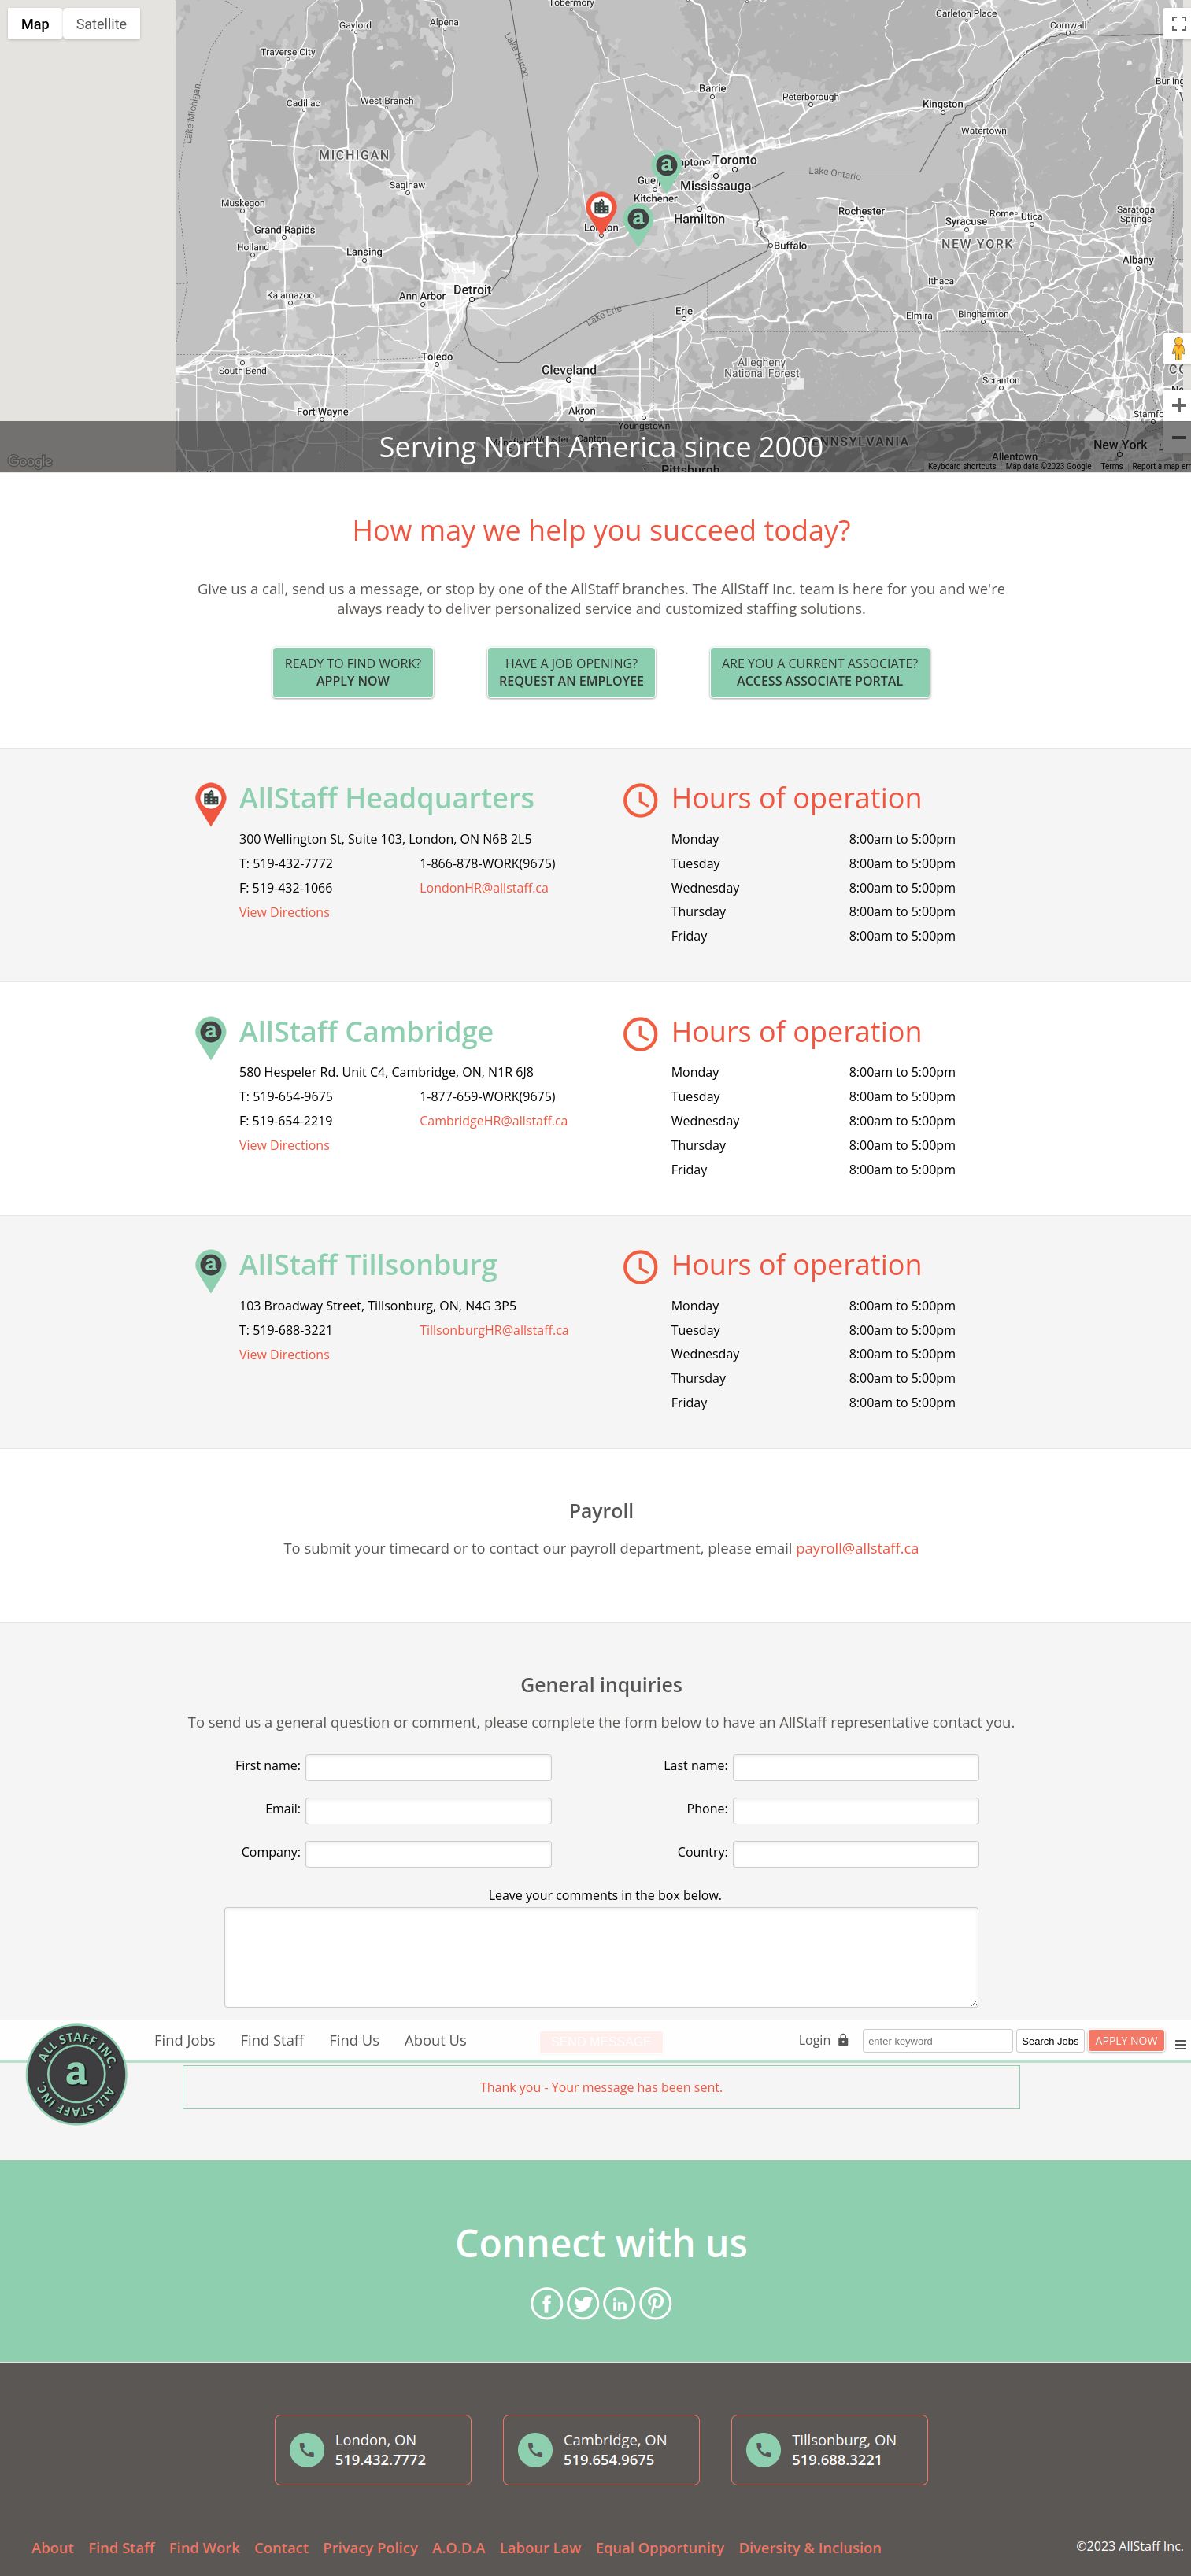 Map Satellite
Tobermory
Carleton Place
Cornwall
Gaylord
Alpena
Lake Huron
Traverse City
Lake Michigan
Barrie
Peterborough
Kingston
Cadillac
West Branch
Watertown
MICHIGAN
Toronto
Lake Ontario
Mississauga
Saginaw
Kitchener
Muskegon
Hamilton
Rochester
Syracuse
Rome
Utica
Saratoga
Springs
Grand Rapids
Holland
Lansing
Buffalo
NEW YORK
Albany
Ithaca
Kalamazoo
Ann Arbor
Detroit
Lake Erie
Erie
Elmira
Binghamton
Toledo
South Bend
Cleveland
Allegheny
National Forest
Scranton
Fort Wayne
Akron
Youngstown
Canton
PENNSYLVANIA
New York
Allentown
Pittsburgh
Serving North America since 2000
Google
Keyboard shortcuts Map data ©2023 Google Terms Report a map err
How may we help you succeed today?
Give us a call, send us a message, or stop by one of the AllStaff branches. The AllStaff Inc. team is here for you and we're
always ready to deliver personalized service and customized staffing solutions.
READY TO FIND WORK?
APPLY NOW
HAVE A JOB OPENING?
REQUEST AN EMPLOYEE
ARE YOU A CURRENT ASSOCIATE?
ACCESS ASSOCIATE PORTAL
AllStaff Headquarters
300 Wellington St, Suite 103, London, ON N6B 2L5
T: 519-432-7772 1-866-878-WORK(9675)
F: 519-432-1066 LondonHR@allstaff.ca
View Directions
Hours of operation
Monday 8:00am to 5:00pm
Tuesday 8:00am to 5:00pm
Wednesday 8:00am to 5:00pm
Thursday 8:00am to 5:00pm
Friday 8:00am to 5:00pm
a AllStaff Cambridge
580 Hespeler Rd. Unit C4, Cambridge, ON, N1R 6J8
T: 519-654-9675 1-877-659-WORK(9675)
F: 519-654-2219 CambridgeHR@allstaff.ca
View Directions
Hours of operation
Monday 8:00am to 5:00pm
Tuesday 8:00am to 5:00pm
Wednesday 8:00am to 5:00pm
Thursday 8:00am to 5:00pm
Friday 8:00am to 5:00pm
a AllStaff Tillsonburg
103 Broadway Street, Tillsonburg, ON, N4G 3P5
T: 519-688-3221 TillsonburgHR@allstaff.ca
View Directions
Hours of operation
Monday 8:00am to 5:00pm
Tuesday 8:00am to 5:00pm
Wednesday 8:00am to 5:00pm
Thursday 8:00am to 5:00pm
Friday 8:00am to 5:00pm
Payroll
To submit your timecard or to contact our payroll department, please email payroll@allstaff.ca
General inquiries
To send us a general question or comment, please complete the form below to have an AllStaff representative contact you.
First name: Last name:
Email: Phone:
Company: Country:
Leave your comments in the box below.
ALL STAFF INC.
a
ALL STAFF INC.
Find Jobs Find Staff Find Us About Us SEND MESSAGE Login enter keyword Search Jobs APPLY NOW
Thank you - Your message has been sent.
Connect with us
London, ON
519.432.7772
Cambridge, ON
519.654.9675
Tillsonburg, ON
519.688.3221
About Find Staff Find Work Contact Privacy Policy A.O.D.A Labour Law Equal Opportunity Diversity & Inclusion ©2023 AllStaff Inc.